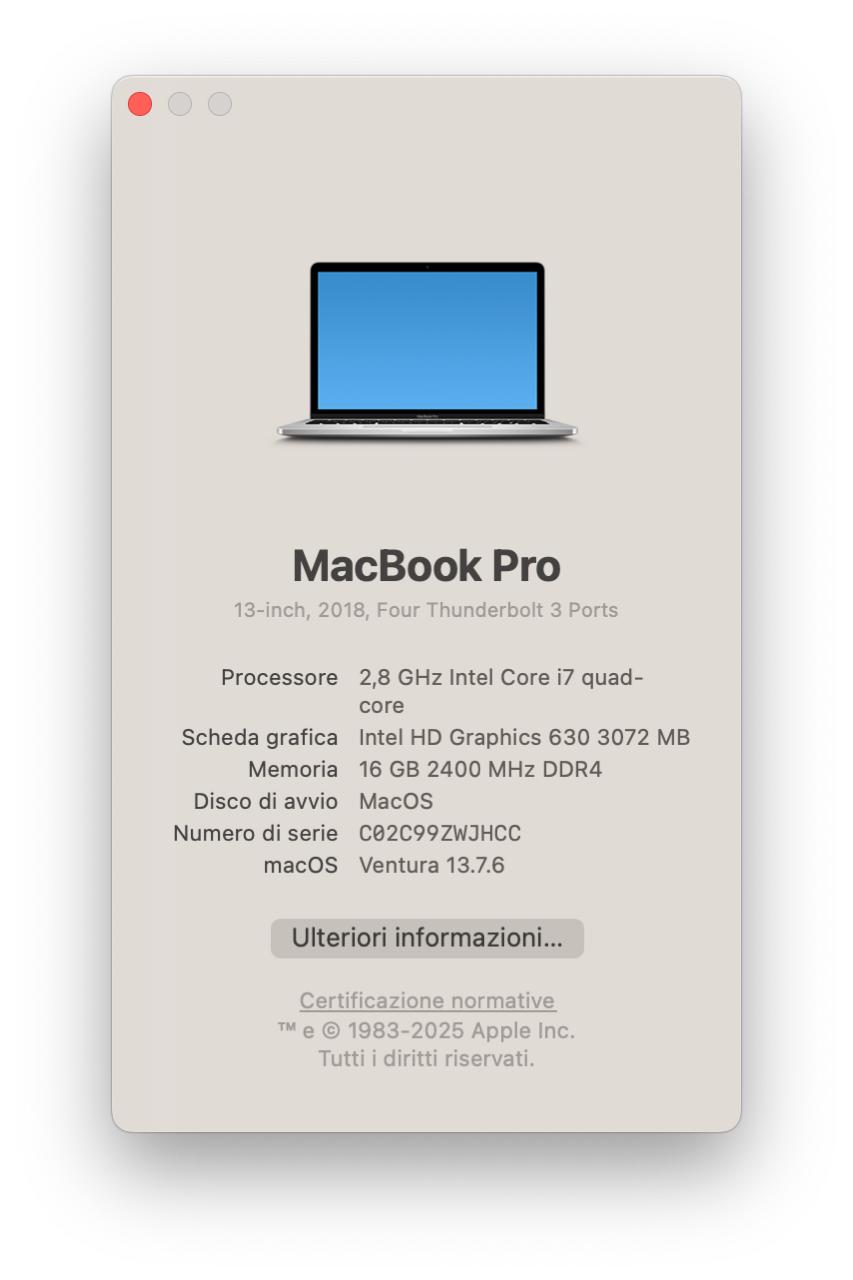 MacBook Pro
13-inch, 2018, Four Thunderbolt 3 Ports
Processore 2,8 GHz Intel Core i7 quad-
core
Scheda grafica Intel HD Graphics 630 3072 MB
Memoria 16 GB 2400 MHz DDR4
Disco di avvio MacOS
Numero di serie C02C99ZWJHCC
macOS Ventura 13.7.6
Ulteriori informazioni...
Certificazione normative
™ e © 1983-2025 Apple Inc.
Tutti i diritti riservati.